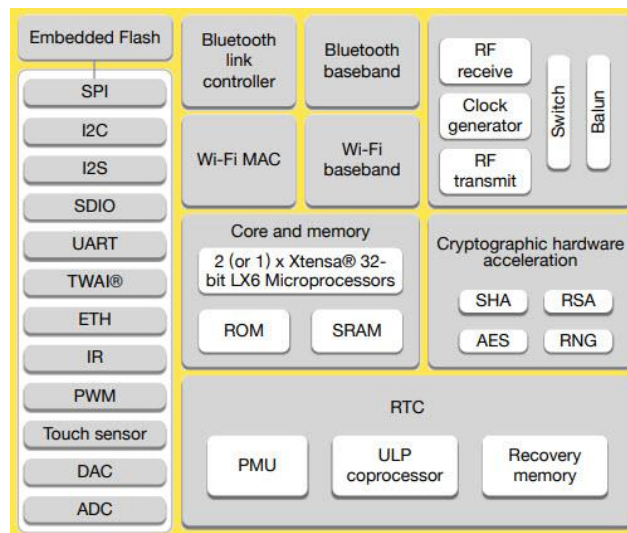 Embedded Flash
SPI
I2C
I2S
SDIO
UART
TWAI®
ETH
IR
PWM
Touch sensor
DAC
ADC
Bluetooth
link
controller
Bluetooth
baseband
Wi-Fi MAC
Wi-Fi
baseband
RF
receive
Clock
generator
RF
transmit
Switch
Balun
Core and memory
2 (or 1) x Xtensa® 32-
bit LX6 Microprocessors
ROM
SRAM
Cryptographic hardware
acceleration
SHA
RSA
AES
RNG
RTC
PMU
ULP
coprocessor
Recovery
memory